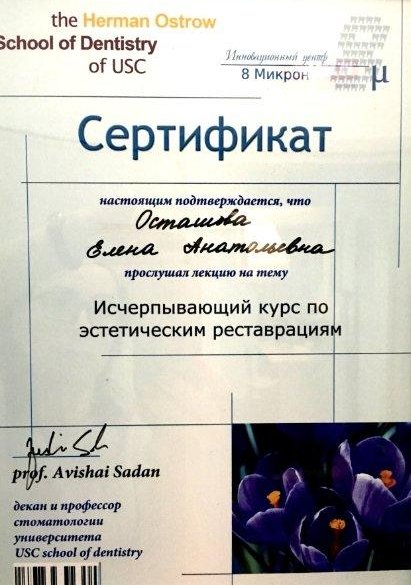 the Herman Ostrow
School of Dentistry
of USC
Инновационный центр
8 Микрон
μ
Сертификат
настоящим подтверждается, что
Осташова
Елена Анатольевна
прослушал лекцию на тему
Исчерпывающий курс по
эстетическим реставрациям
prof. Avishai Sadan
декан и профессор
стоматологии
университета
USC school of dentistry